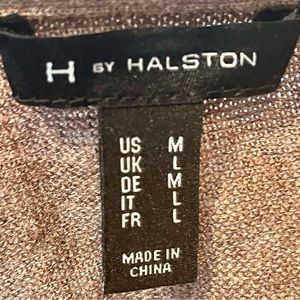 H BY HALSTON
US M
UK L
DE M
IT L
FR L
MADE IN
CHINA